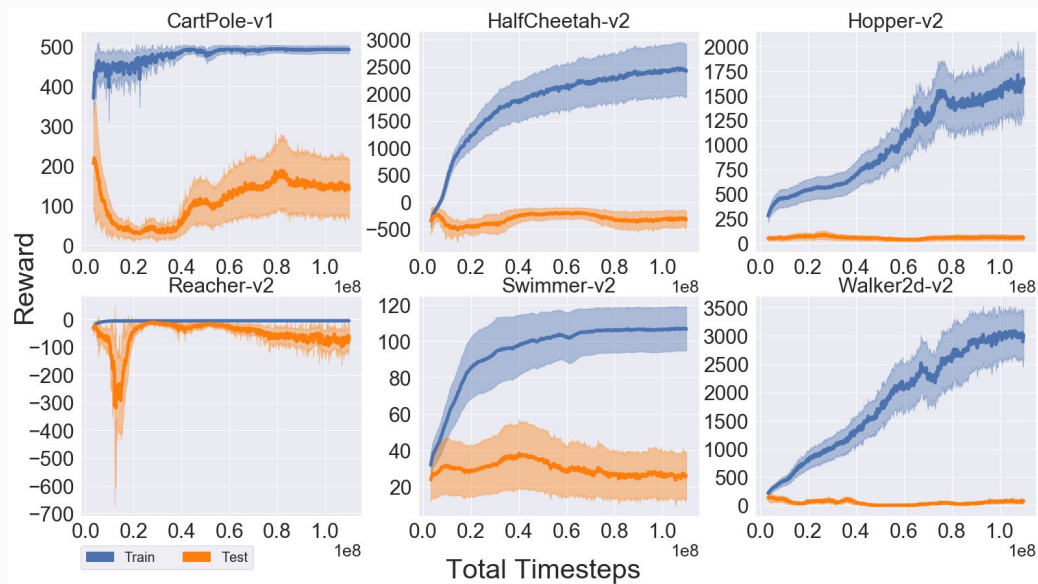 CartPole-v1
500
400
300
200
100
0
0.0 0.2 0.4 0.6 0.8 1.0
1e8
HalfCheetah-v2
3000
2500
2000
1500
1000
500
0
−500
0.0 0.2 0.4 0.6 0.8 1.0
1e8
Hopper-v2
2000
1750
1500
1250
1000
750
500
250
0
0.0 0.2 0.4 0.6 0.8 1.0
1e8
Reward
Reacher-v2
0
−100
−200
−300
−400
−500
−600
−700
0.0 0.2 0.4 0.6 0.8 1.0
1e8
Swimmer-v2
120
100
80
60
40
20
0.0 0.2 0.4 0.6 0.8 1.0
1e8
Walker2d-v2
3500
3000
2500
2000
1500
1000
500
0
0.0 0.2 0.4 0.6 0.8 1.0
1e8
Train Test
Total Timesteps